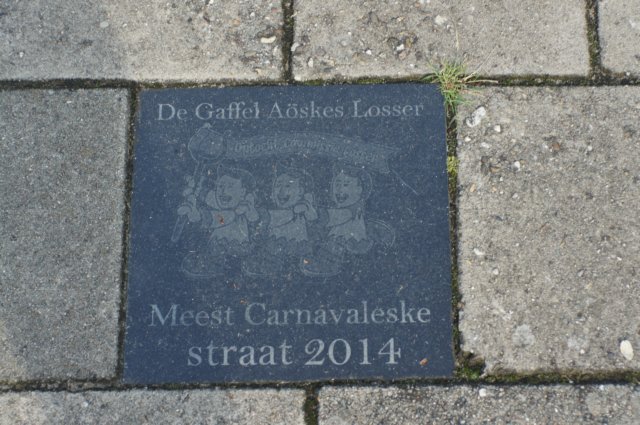 De Gaffel Aöskes Losser
Meest Carnavaleske
straat 2014